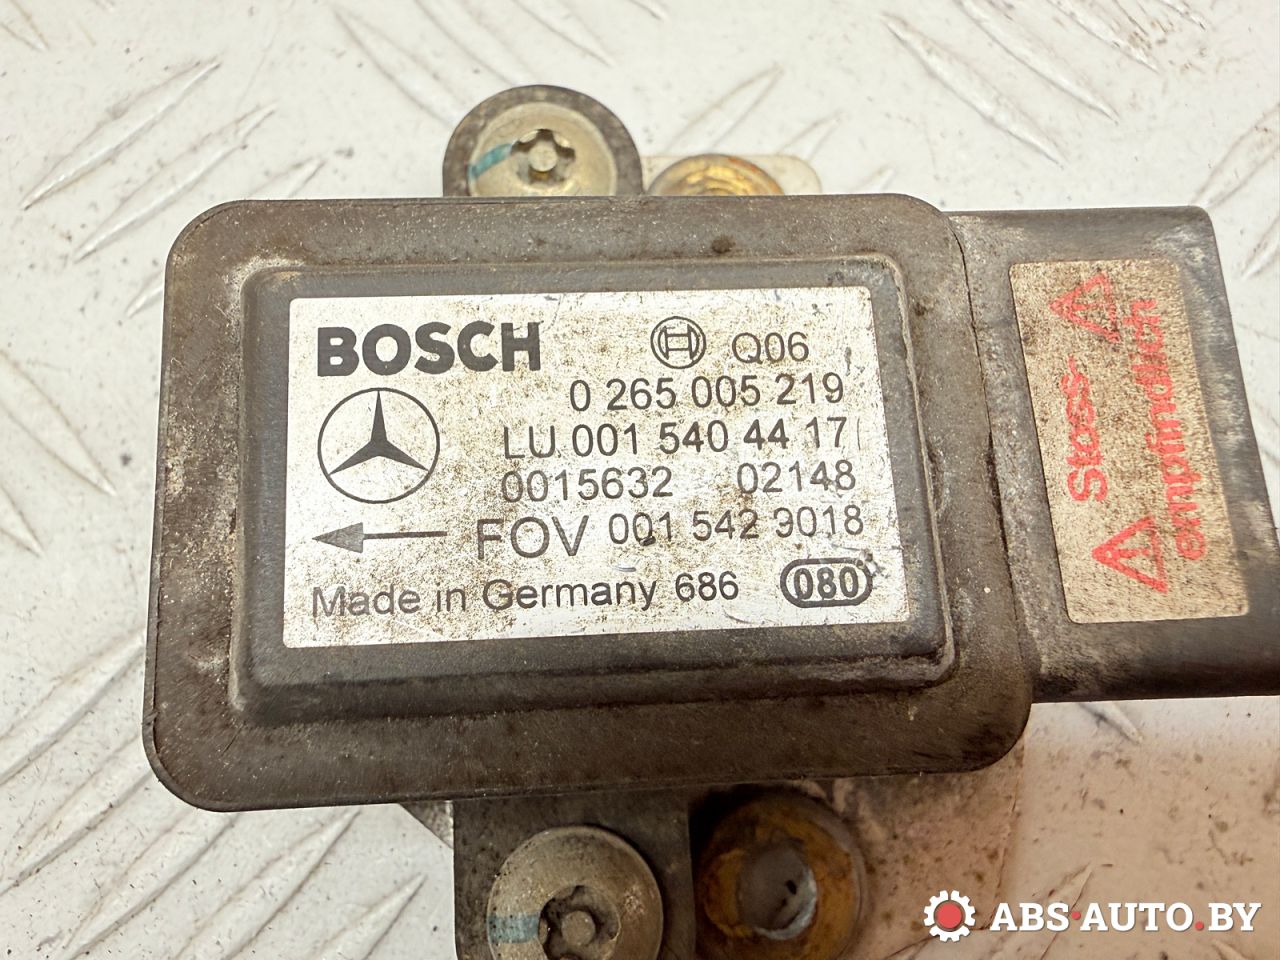 BOSCH
Q06
0 265 005 219
LU 001 540 44 17
0015632 02148
FOV 001 542 3018
Made in Germany 686
080
Stoss-
empfindlich
ABS-AUTO.BY